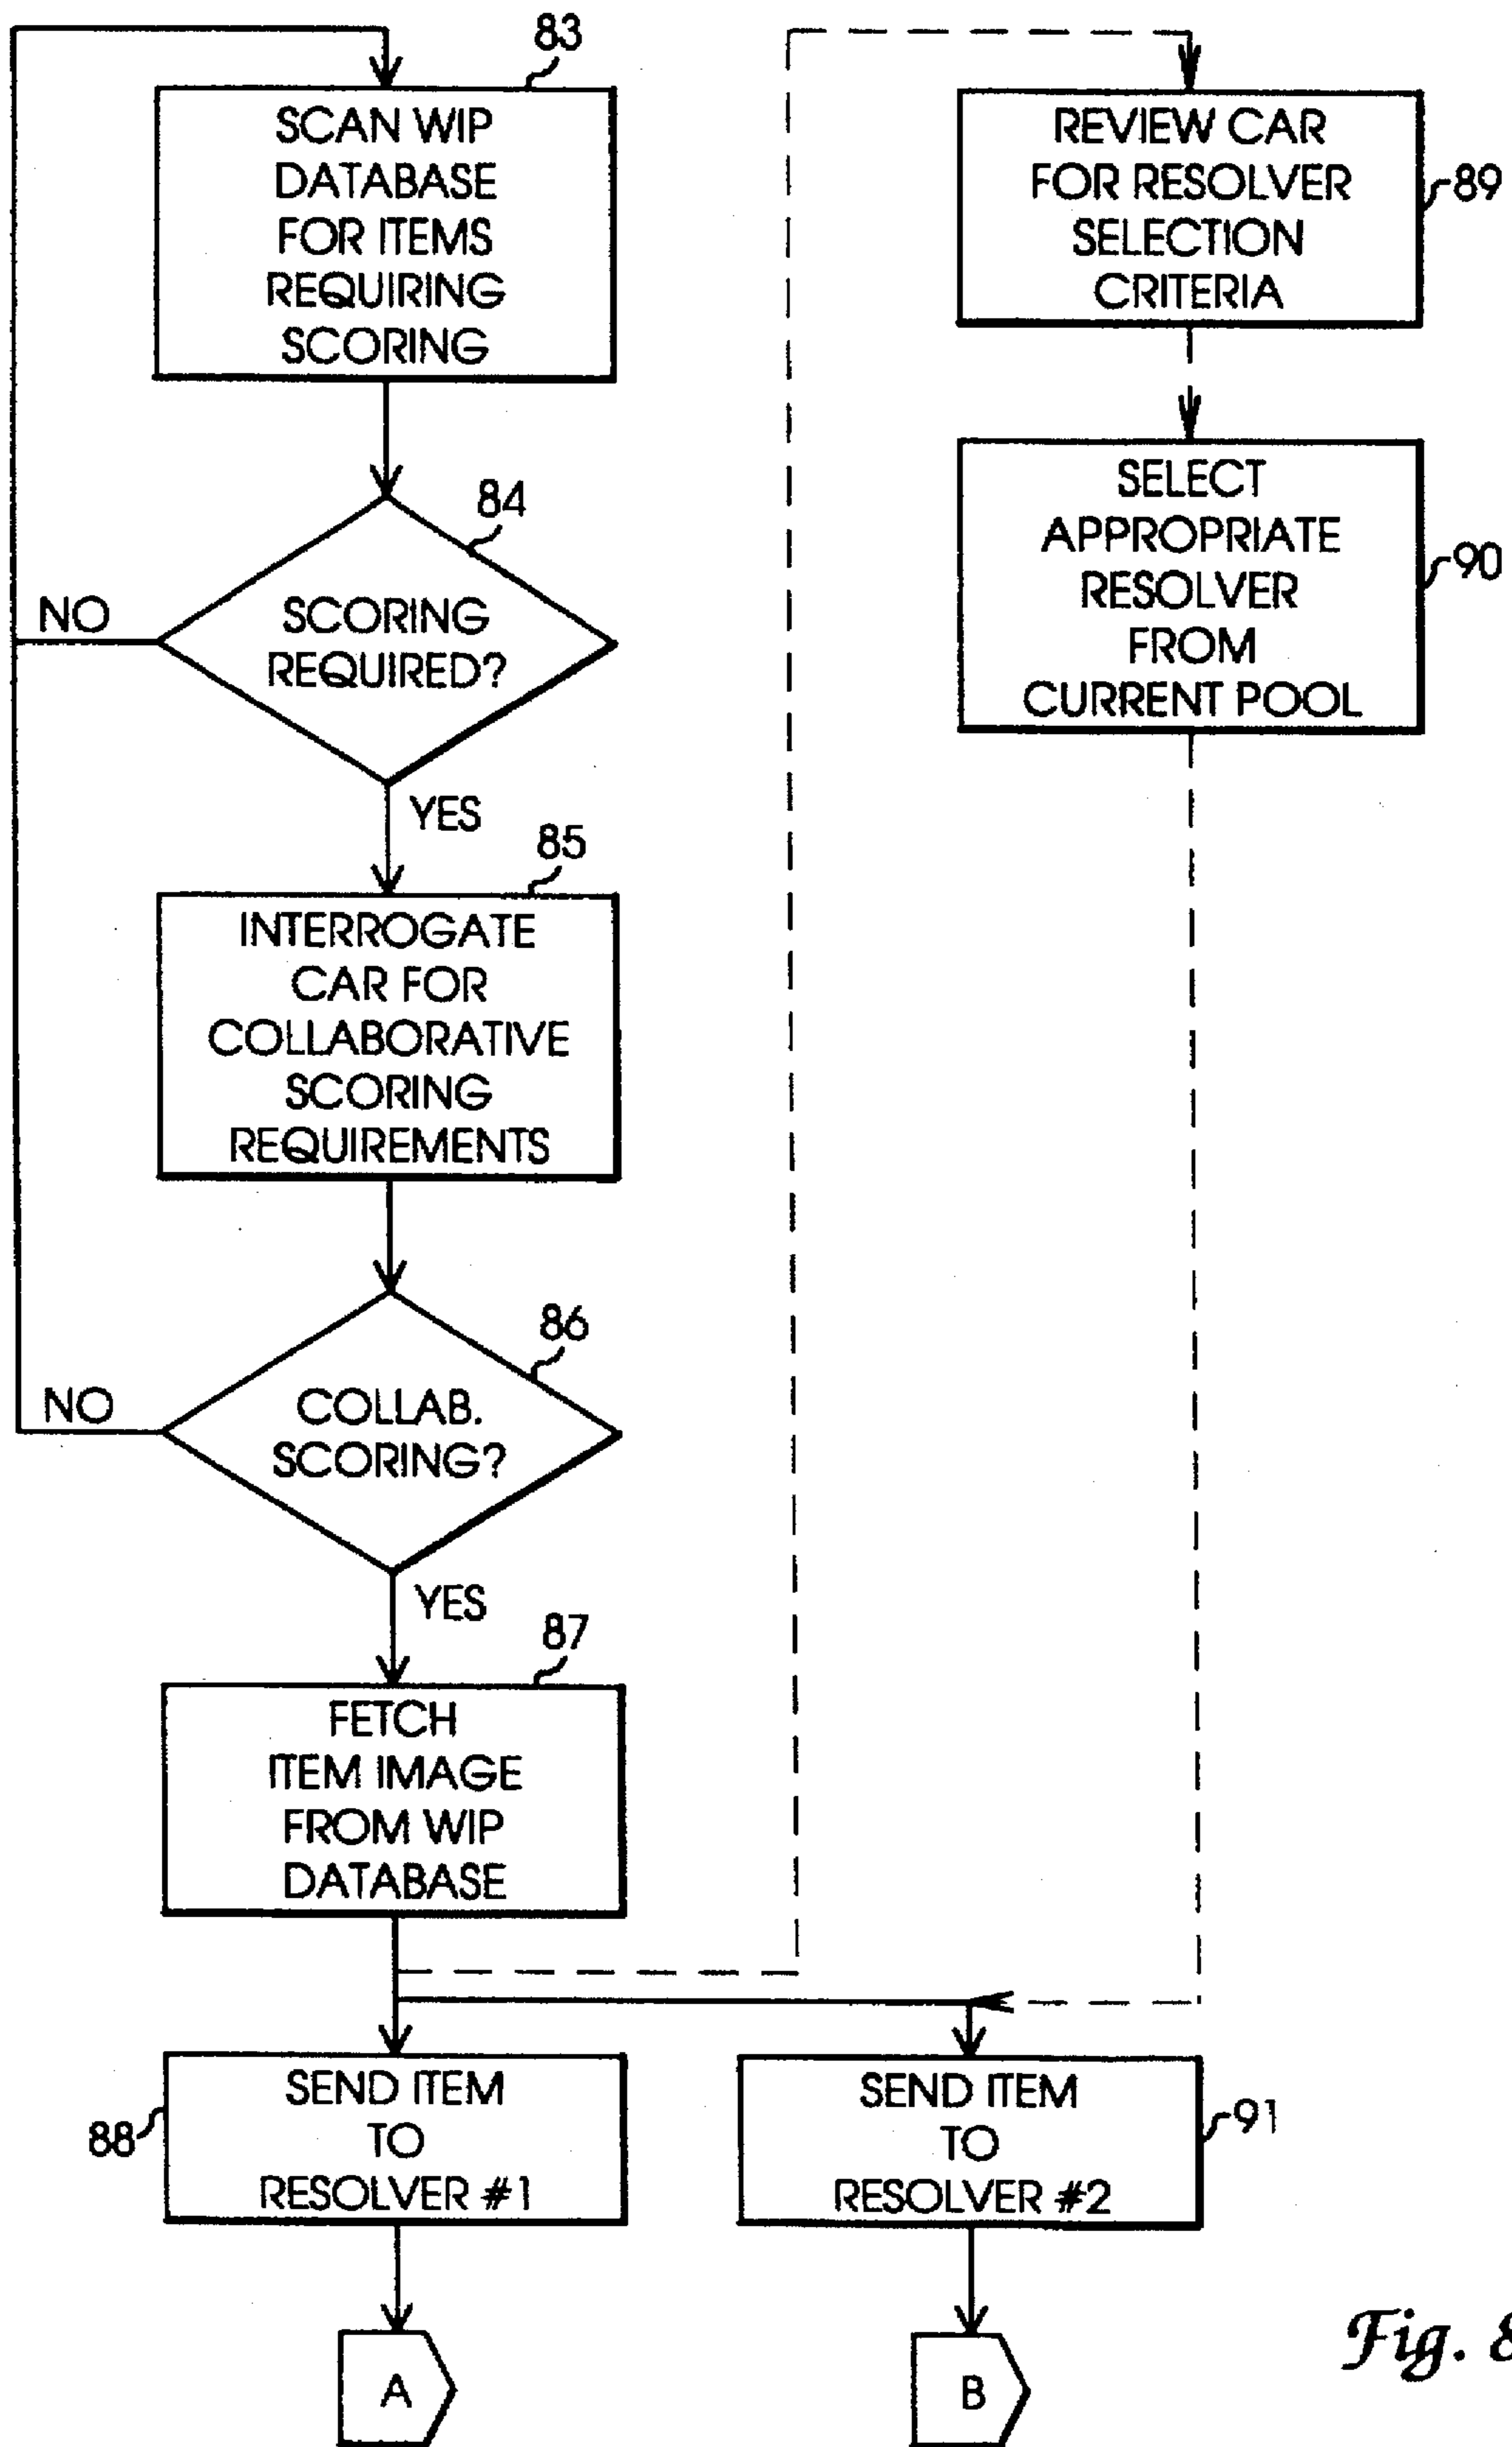 83
SCAN WIP
DATABASE
FOR ITEMS
REQUIRING
SCORING
84
SCORING
REQUIRED?
NO
YES
85
INTERROGATE
CAR FOR
COLLABORATIVE
SCORING
REQUIREMENTS
86
COLLAB.
SCORING?
NO
YES
87
FETCH
ITEM IMAGE
FROM WIP
DATABASE
88
SEND ITEM
TO
RESOLVER #1
A
REVIEW CAR
FOR RESOLVER
SELECTION
CRITERIA
89
SELECT
APPROPRIATE
RESOLVER
FROM
CURRENT POOL
90
SEND ITEM
TO
RESOLVER #2
91
B
Fig. 8